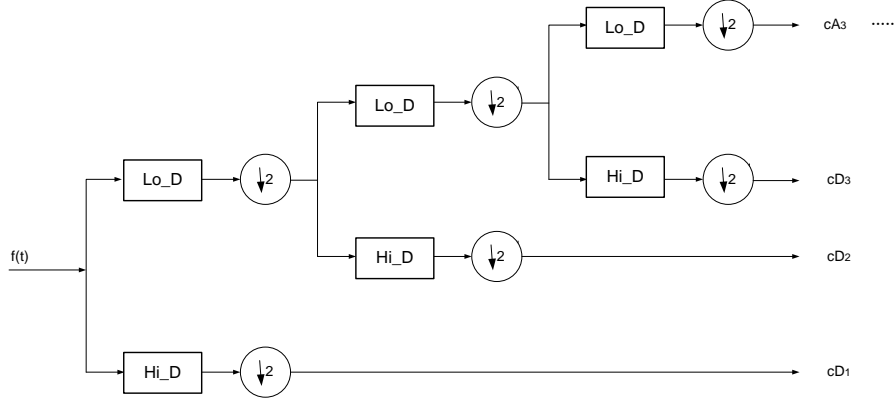 Lo_D
2
cA3
.....
Lo_D
2
Lo_D
2
Hi_D
2
cD3
f(t)
Hi_D
2
cD2
Hi_D
2
cD1